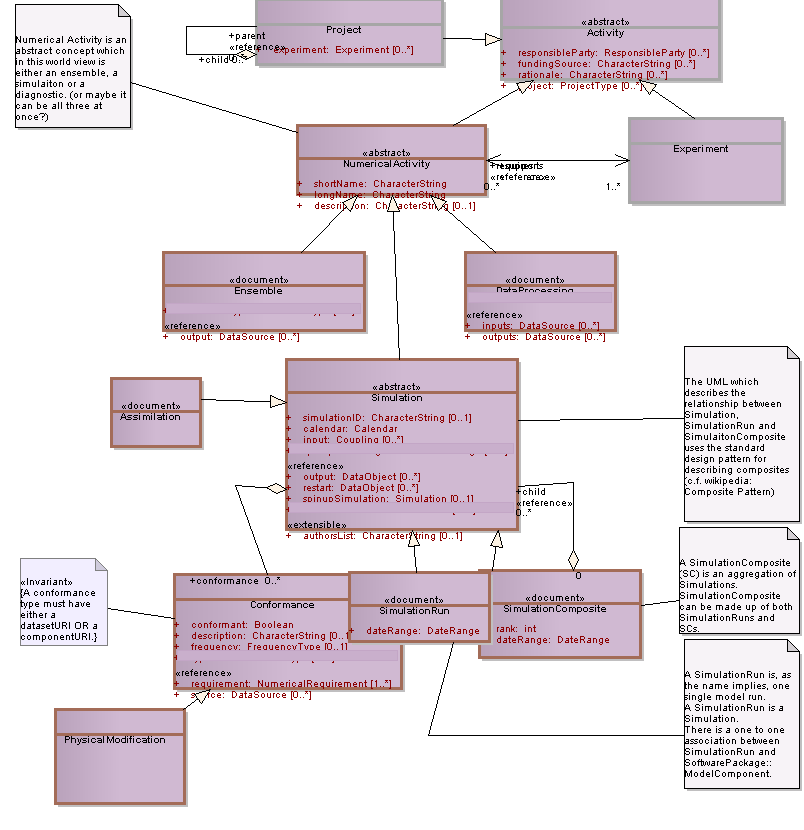 Numerical Activity is an
abstract concept which
in this world view is
either an ensemble, a
simulaiton or a
diagnostic. (or maybe it
can be all three at
once?)
Project
+parent
«reference»
experiment: Experiment [0..*]
+child
0..*
«abstract»
Activity
+ responsibleParty: ResponsibleParty [0..*]
+ fundingSource: CharacterString [0..*]
+ rationale: CharacterString [0..*]
+ ProjectType [0..*]
Experiment
«abstract»
NumericalActivity
+ shortName: CharacterString
+ longName: CharacterString
+ description: CharacterString [0..1]
«reference»
0..*
1..*
«document»
Ensemble
«reference»
+ output: DataSource [0..*]
«document»
DataProcessing
«reference»
+ inputs: DataSource [0..*]
+ outputs: DataSource [0..*]
«document»
Assimilation
«abstract»
Simulation
+ simulationID: CharacterString [0..1]
+ calendar: Calendar
+ input: Coupling [0..*]
«reference»
+ output: DataObject [0..*]
+ restart: DataObject [0..*]
+ spinupSimulation: Simulation [0..1]
«extensible»
+ authorsList: CharacterString [0..1]
+child
«reference»
0..*
0
The UML which
describes the
relationship between
Simulation,
SimulationRun and
SimulaitonComposite
uses the standard
design pattern for
describing composites
(c.f. wikipedia:
Composite Pattern)
«Invariant»
{A conformance
type must have
either a
datasetURI OR a
componentURI.}
+conformance 0..*
Conformance
+ conformant: Boolean
+ description: CharacterString [0..1]
+ frequency: FrequencyType [0..1]
«reference»
+ requirement: NumericalRequirement [1..*]
+ source: DataSource [0..*]
«document»
SimulationRun
+ dateRange: DateRange
«document»
SimulationComposite
rank: int
dateRange: DateRange
A SimulationComposite
(SC) is an aggregation of
Simulations.
SimulationComposite
can be made up of both
SimulationRuns and
SCs.
A SimulationRun is, as
the name implies, one
single model run.
A SimulationRun is a
Simulation.
There is a one to one
association between
SimulationRun and
SoftwarePackage::
ModelComponent.
PhysicalModification